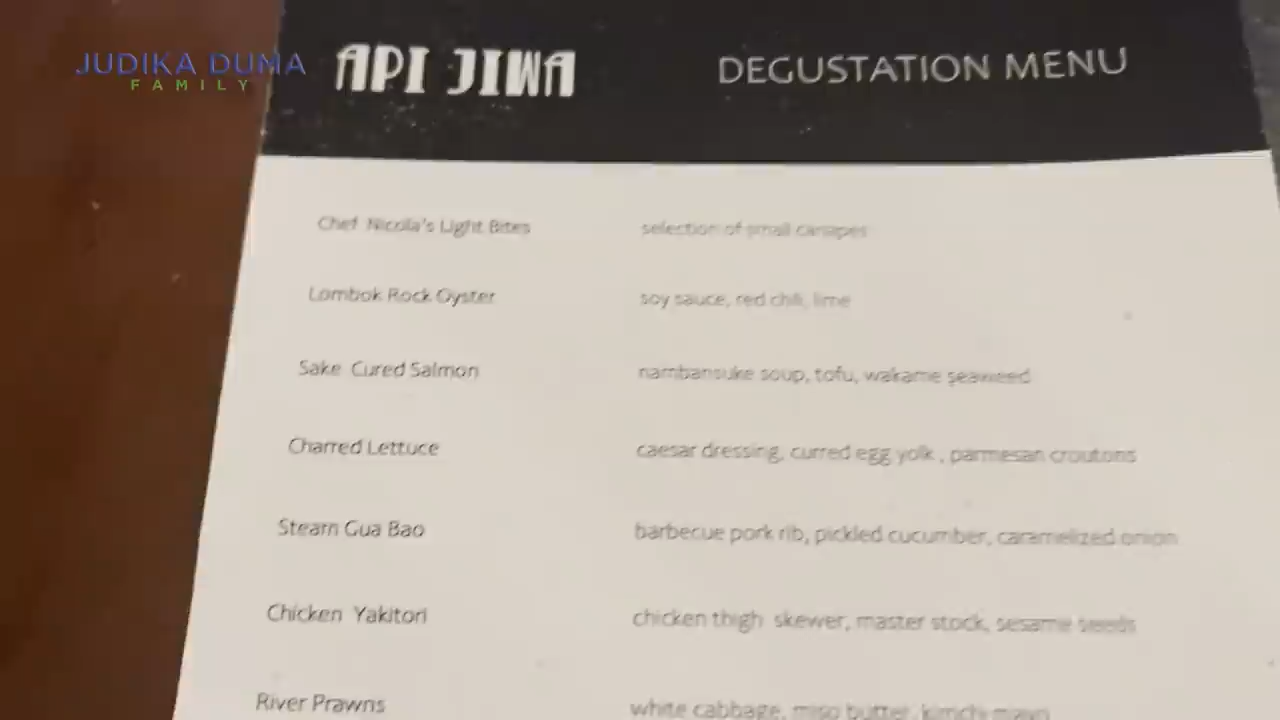 JUDIKA DUMA
FAMILY
API JIWA
DEGUSTATION MENU
Chef Nicola's Light Bites selection of small canapes
Lombok Rock Oyster soy sauce, red chili, lime
Sake Cured Salmon nambansuke soup, tofu, wakame seaweed
Charred Lettuce caesar dressing, curred egg yolk , parmesan croutons
Steam Gua Bao barbecue pork rib, pickled cucumber, caramelized onion
Chicken Yakitori chicken thigh skewer, master stock, sesame seeds
River Prawns white cabbage, miso butter, kimchi mayo